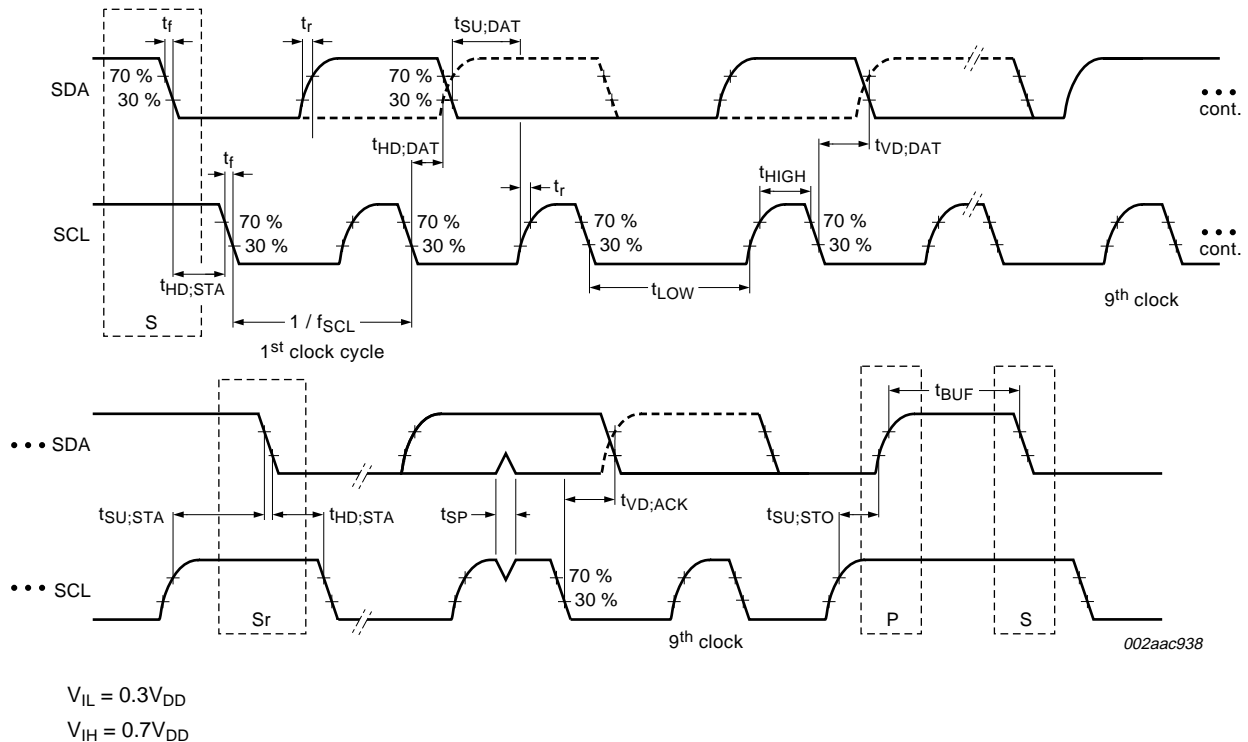 tf tr tSU;DAT
70 % 70 %
SDA 30 % 30 % ••• cont.
tHD;DAT tVD;DAT
tf tr tHIGH
70 % 70 % 70 % 70 %
SCL 30 % 30 % 30 % 30 % ••• cont.
tHD;STA tLOW
9th clock
S 1 / fSCL
1st clock cycle
tBUF
••• SDA
tSU;STA tHD;STA tSP tVD;ACK tSU;STO
70 %
••• SCL 30 %
Sr P S
9th clock
002aac938
VIL = 0.3VDD
VIH = 0.7VDD